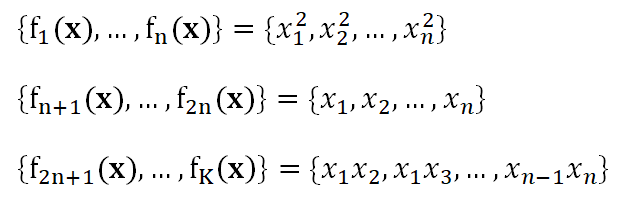 {f₁(𝐱), … , fₙ(𝐱)} = {𝑥₁², 𝑥₂², … , 𝑥ₙ²}
{fₙ₊₁(𝐱), … , f₂ₙ(𝐱)} = {𝑥₁, 𝑥₂, … , 𝑥ₙ}
{f₂ₙ₊₁(𝐱), … , f_K(𝐱)} = {𝑥₁𝑥₂, 𝑥₁𝑥₃, … , 𝑥ₙ₋₁𝑥ₙ}